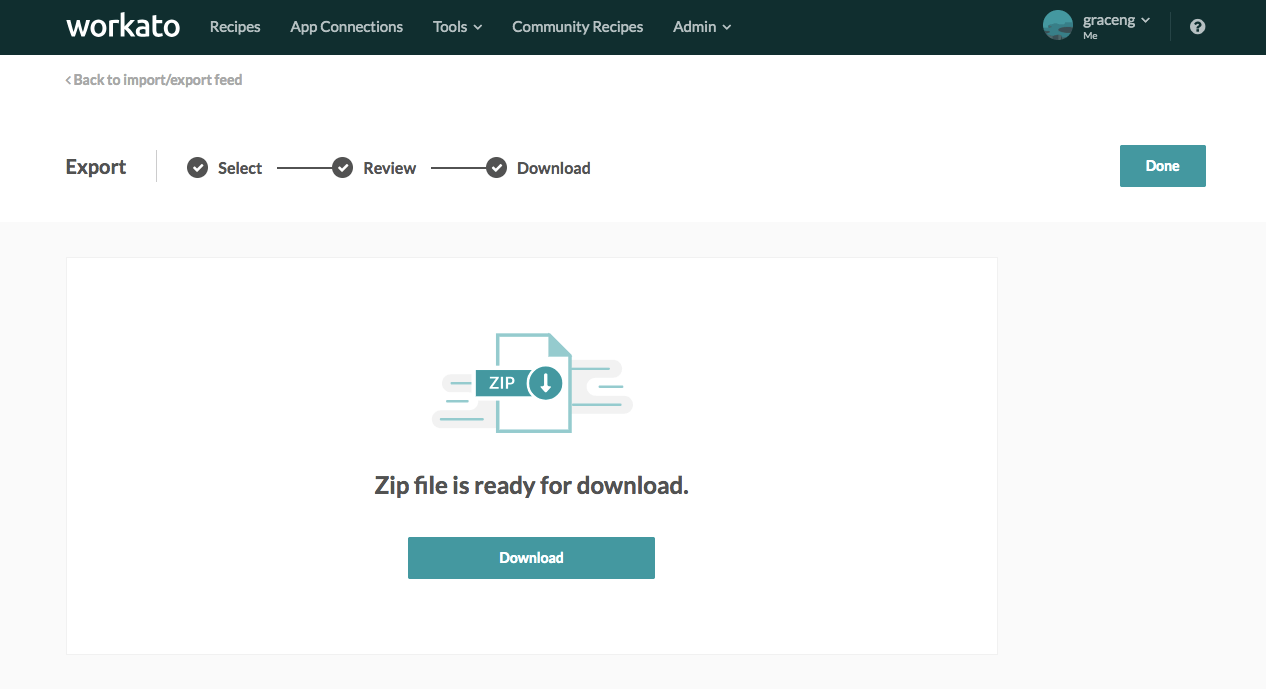 workato Recipes App Connections Tools Community Recipes Admin graceng
Me
Back to import/export feed
Export Select Review Download Done
ZIP
Zip file is ready for download.
Download